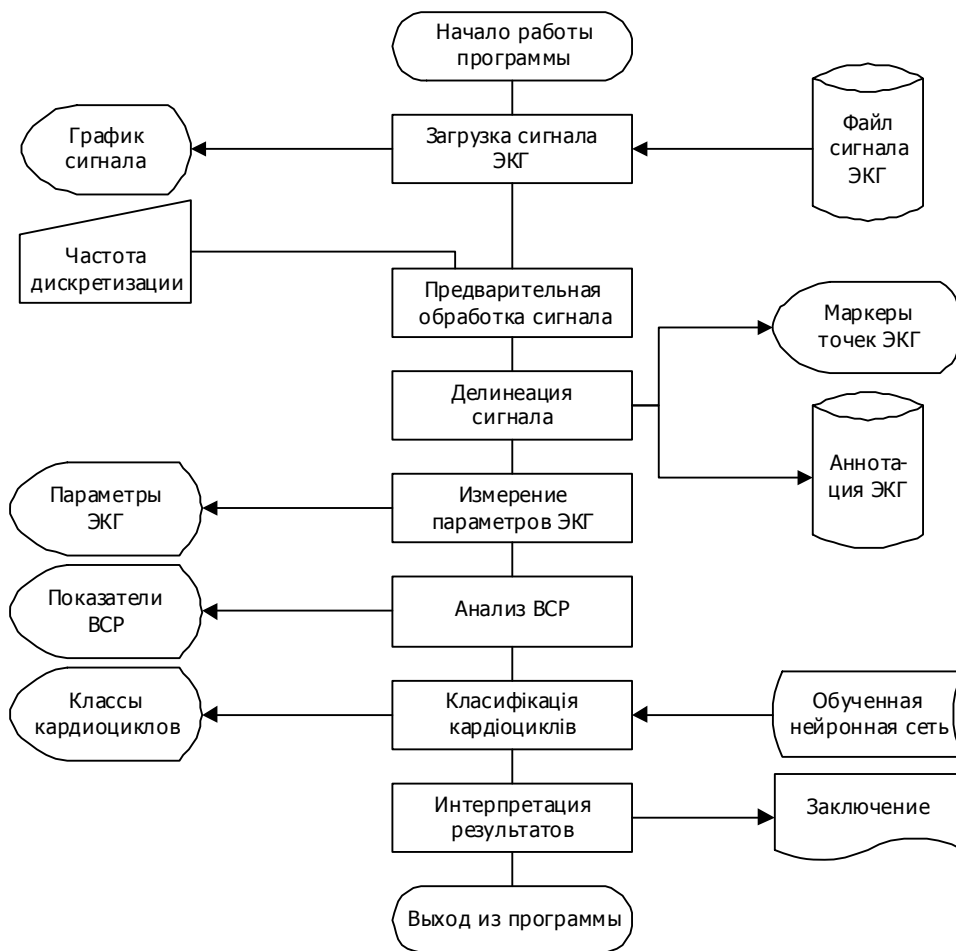 Начало работы
программы
График
сигнала
Загрузка сигнала
ЭКГ
Файл
сигнала
ЭКГ
Частота
дискретизации
Предварительная
обработка сигнала
Маркеры
точек ЭКГ
Делинеация
сигнала
Аннота-
ция ЭКГ
Параметры
ЭКГ
Измерение
параметров ЭКГ
Показатели
ВСР
Анализ ВСР
Классы
кардиоциклов
Класифікація
кардіоциклів
Обученная
нейронная сеть
Интерпретация
результатов
Заключение
Выход из программы